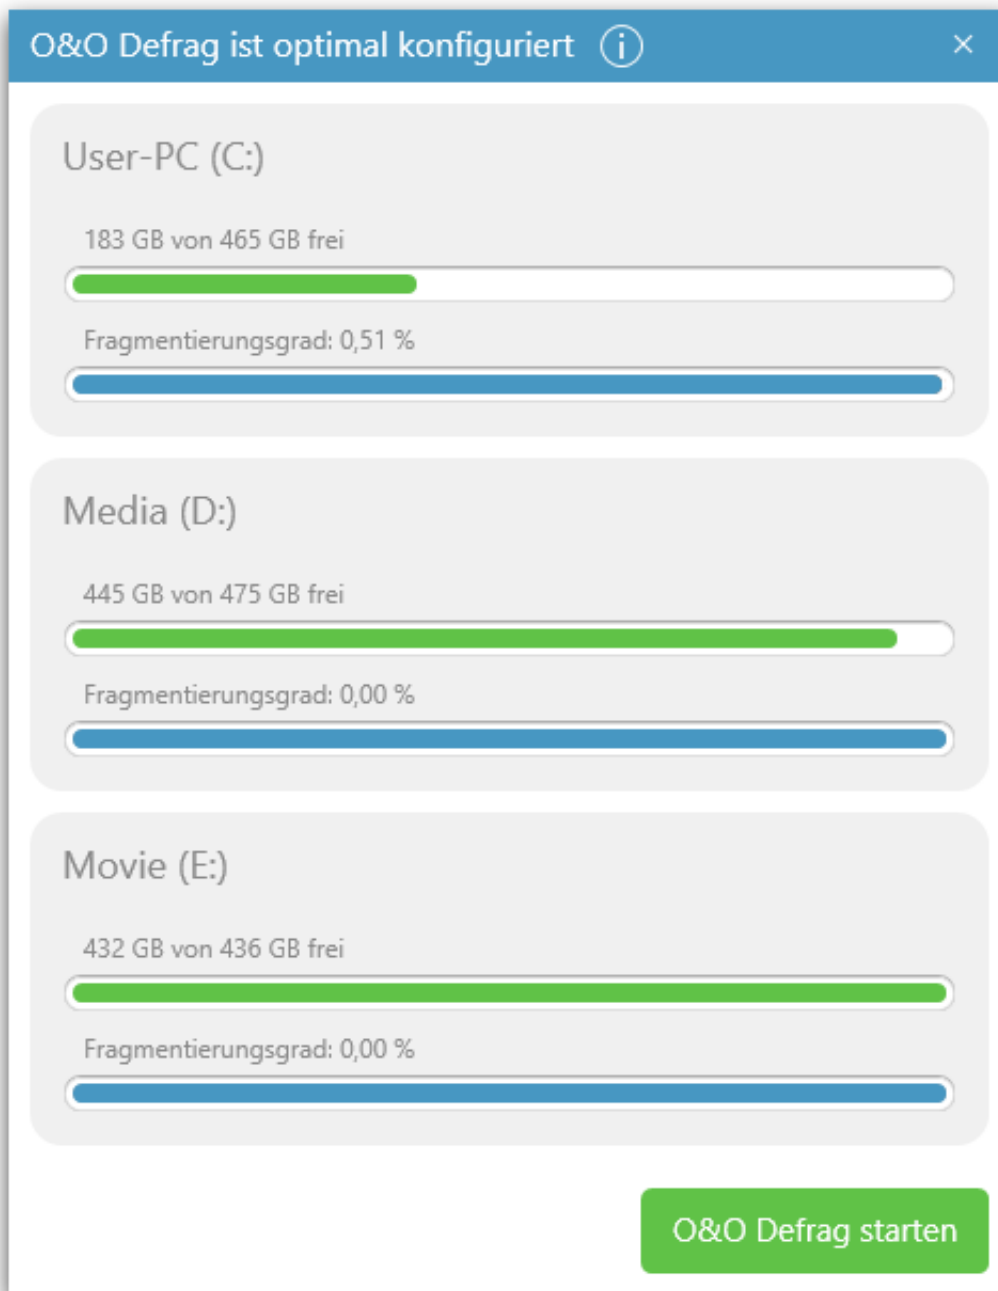 O&O Defrag ist optimal konfiguriert
User-PC (C:)
183 GB von 465 GB frei
Fragmentierungsgrad: 0,51 %
Media (D:)
445 GB von 475 GB frei
Fragmentierungsgrad: 0,00 %
Movie (E:)
432 GB von 436 GB frei
Fragmentierungsgrad: 0,00 %
O&O Defrag starten